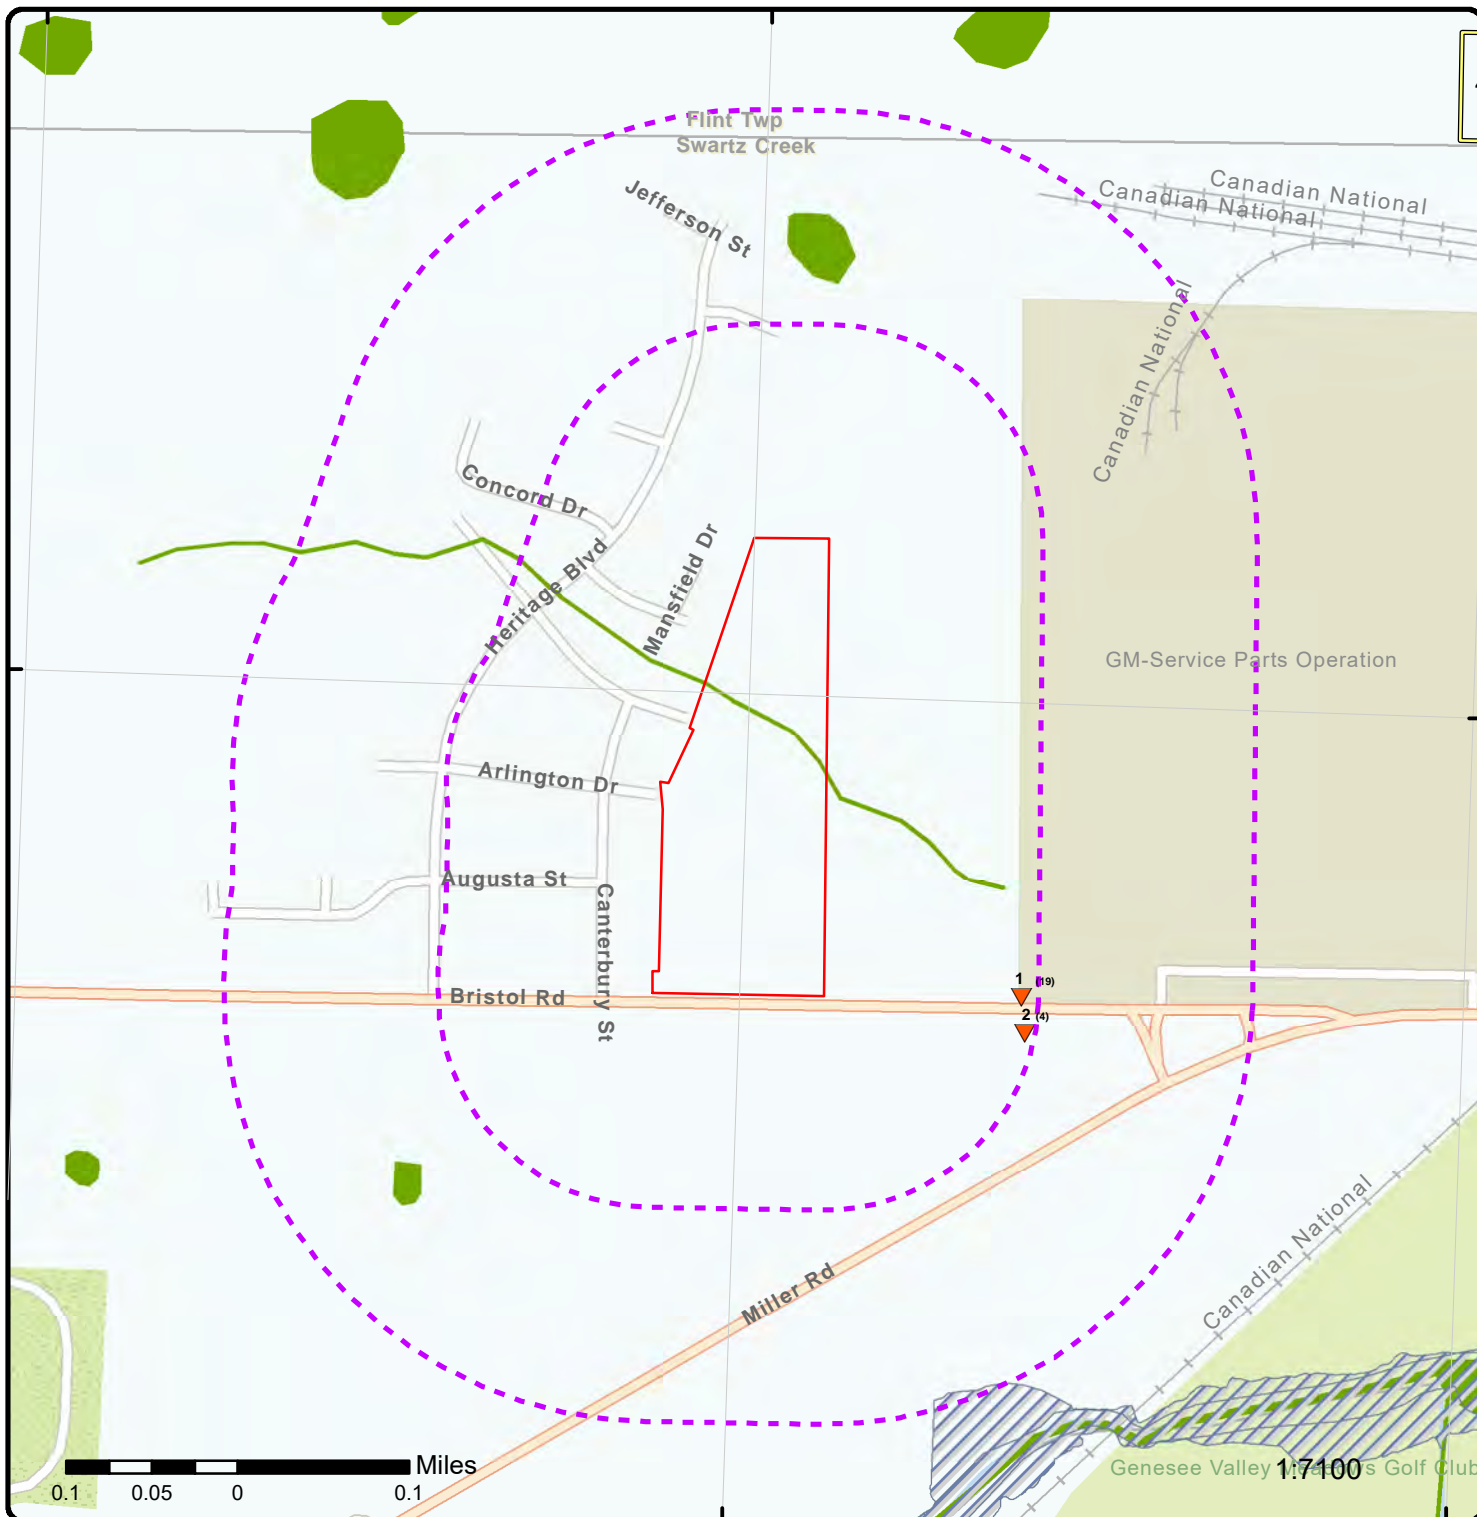 Flint Twp
Swartz Creek
Jefferson St
Canadian National
Canadian National
Canadian National
Concord Dr
Mansfield Dr
Heritage Blvd
GM-Service Parts Operation
Arlington Dr
Augusta St
Canterbury St
1 (19)
Bristol Rd
2 (4)
Canadian National
Miller Rd
Miles
0.1 0.05 0 0.1
Genesee Valley Meadows Golf Club
1:7100